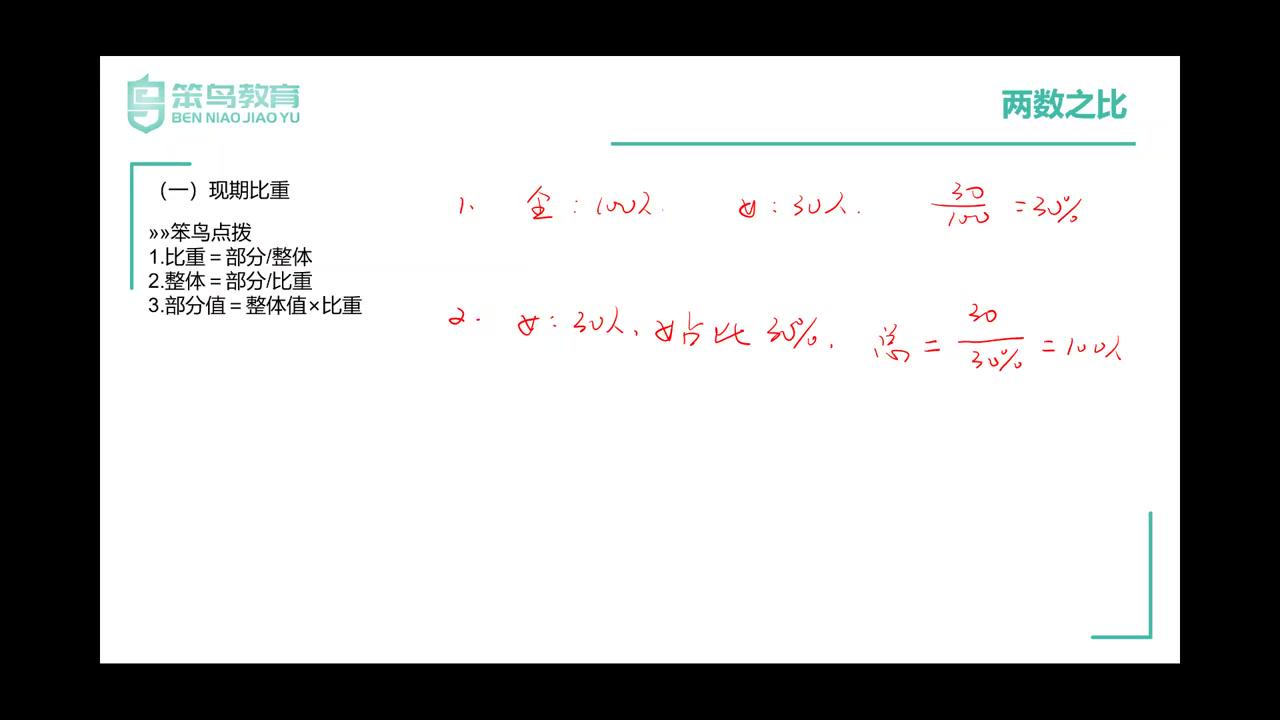 笨鸟教育
BEN NIAO JIAO YU
两数之比
（一）现期比重
»»笨鸟点拨
1.比重＝部分/整体
2.整体＝部分/比重
3.部分值＝整体值×比重
1、 全：100人. 女：30人. 30/100 =30%
2. 女：30人、女占比30%. 总 = 30/30% =100人